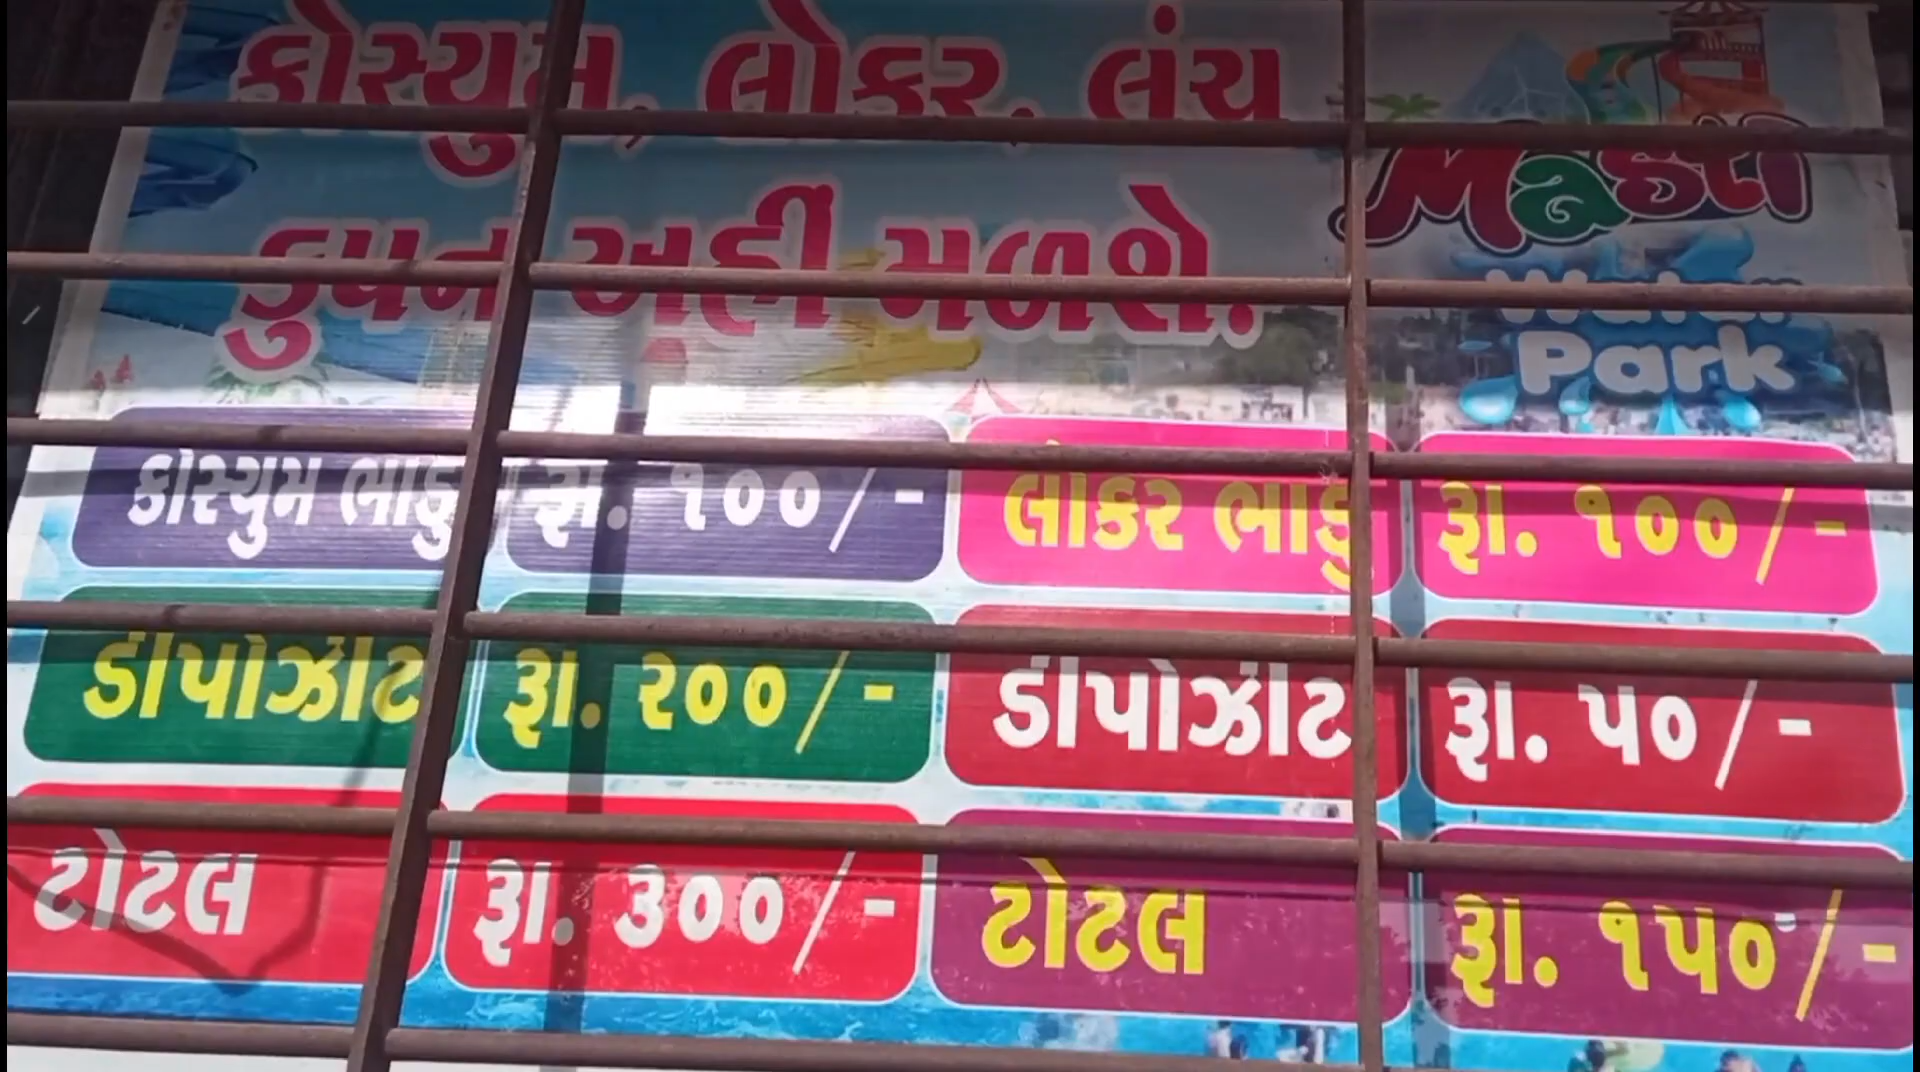 કોસ્ચુમ, લોકર, લંચ
કુપન અહીં મળશે.
Masti
Water
Park
કોસ્ચુમ ભાડુ રૂા. ૧૦૦/-
લોકર ભાડુ રૂા. ૧૦૦/-
ડીપોઝીટ રૂા. ૨૦૦/-
ડીપોઝીટ રૂા. ૫૦/-
ટોટલ રૂા. ૩૦૦/-
ટોટલ રૂા. ૧૫૦/-